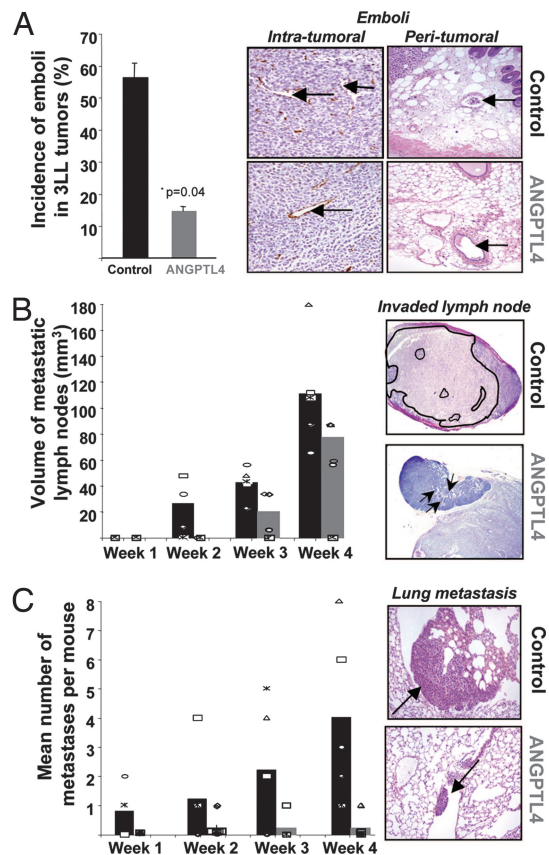 A
Incidence of emboli
in 3LL tumors (%)
70
60
50
40
30
20
10
* p=0.04
Control
ANGPTL4
Emboli
Intra-tumoral
Peri-tumoral
Control
ANGPTL4
B
Volume of metastatic
lymph nodes (mm³)
180
160
140
120
100
80
60
40
20
Week 1
Week 2
Week 3
Week 4
Invaded lymph node
Control
ANGPTL4
C
Mean number of
metastases per mouse
8
7
6
5
4
3
2
1
Week 1
Week 2
Week 3
Week 4
Lung metastasis
Control
ANGPTL4